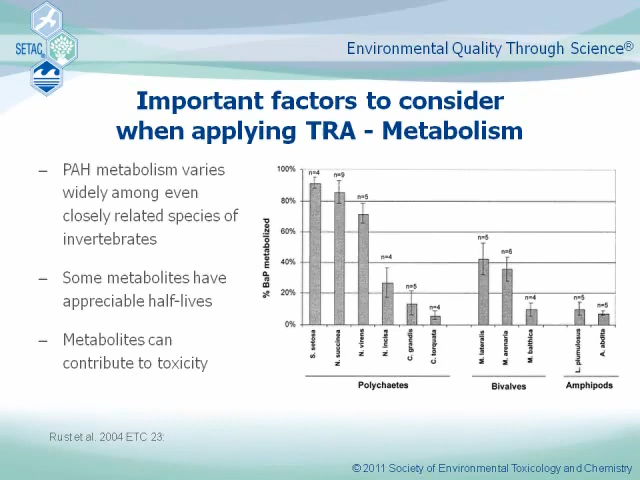 SETAC
Environmental Quality Through Science®
Important factors to consider
when applying TRA - Metabolism
– PAH metabolism varies
widely among even
closely related species of
invertebrates
– Some metabolites have
appreciable half-lives
– Metabolites can
contribute to toxicity
% BaP metabolized
100%
80%
60%
40%
20%
0%
n=4
n=9
n=5
n=4
n=5
n=4
n=5
n=6
n=4
n=5
n=5
S. setosa
N. succinea
N. virens
N. incisa
C. grandis
C. torquata
M. lateralis
M. arenaria
M. balthica
L. plumulosus
A. abdita
Polychaetes
Bivalves
Amphipods
Rust et al. 2004 ETC 23:
© 2011 Society of Environmental Toxicology and Chemistry